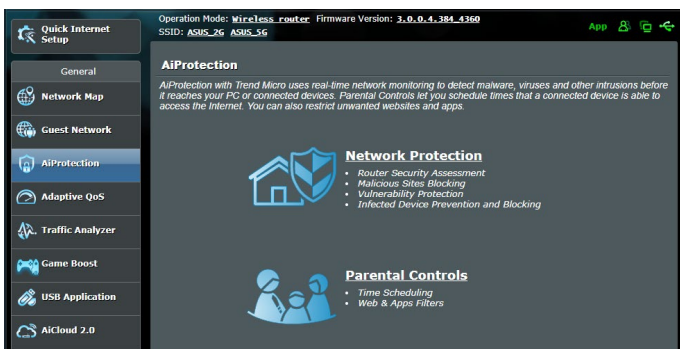 Quick Internet
Setup
Operation Mode: Wireless router Firmware Version: 3.0.0.4.384_4360
SSID: ASUS_2G ASUS_5G
App
General
Network Map
Guest Network
AiProtection
Adaptive QoS
Traffic Analyzer
Game Boost
USB Application
AiCloud 2.0
AiProtection
AiProtection with Trend Micro uses real-time network monitoring to detect malware, viruses and other intrusions before
it reaches your PC or connected devices. Parental Controls let you schedule times that a connected device is able to
access the Internet. You can also restrict unwanted websites and apps.
Network Protection
• Router Security Assessment
• Malicious Sites Blocking
• Vulnerability Protection
• Infected Device Prevention and Blocking
Parental Controls
• Time Scheduling
• Web & Apps Filters